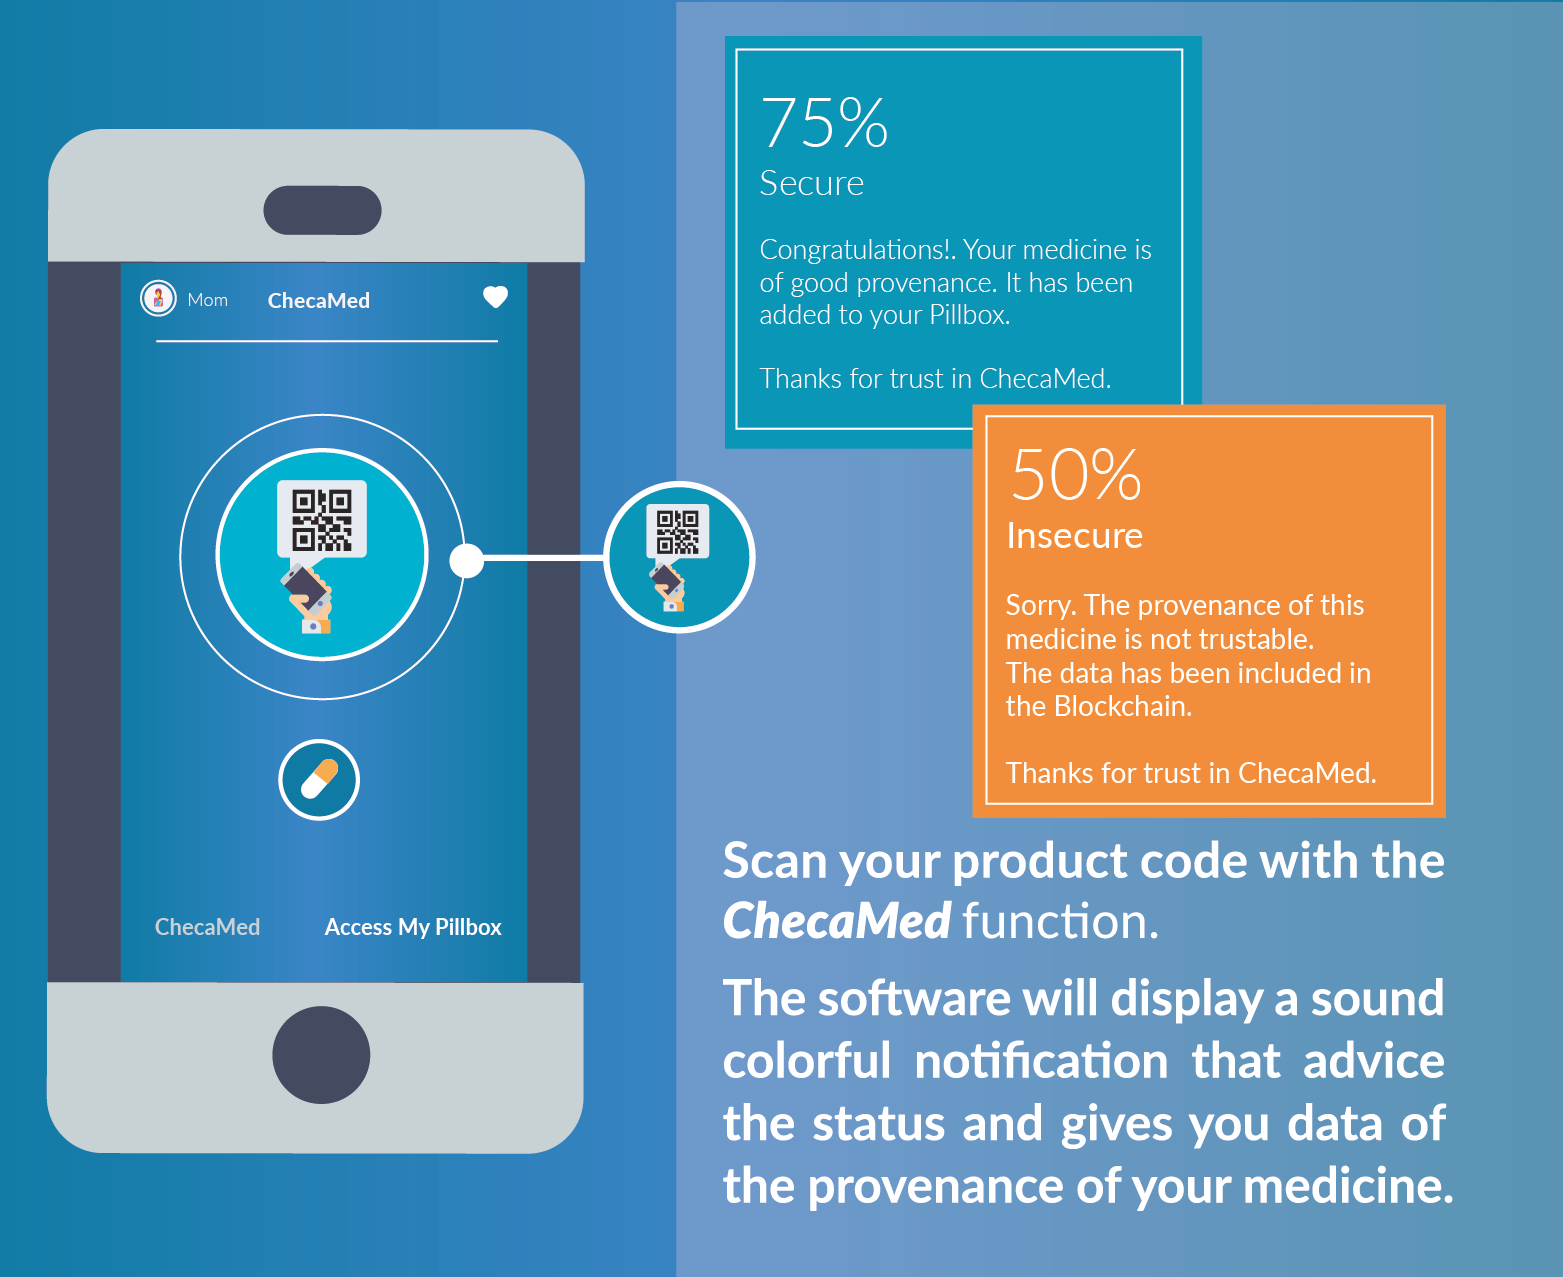 Mom
ChecaMed
ChecaMed
Access My Pillbox
75%
Secure
Congratulations!. Your medicine is
of good provenance. It has been
added to your Pillbox.
Thanks for trust in ChecaMed.
50%
Insecure
Sorry. The provenance of this
medicine is not trustable.
The data has been included in
the Blockchain.
Thanks for trust in ChecaMed.
Scan your product code with the
ChecaMed function.
The software will display a sound
colorful notification that advice
the status and gives you data of
the provenance of your medicine.